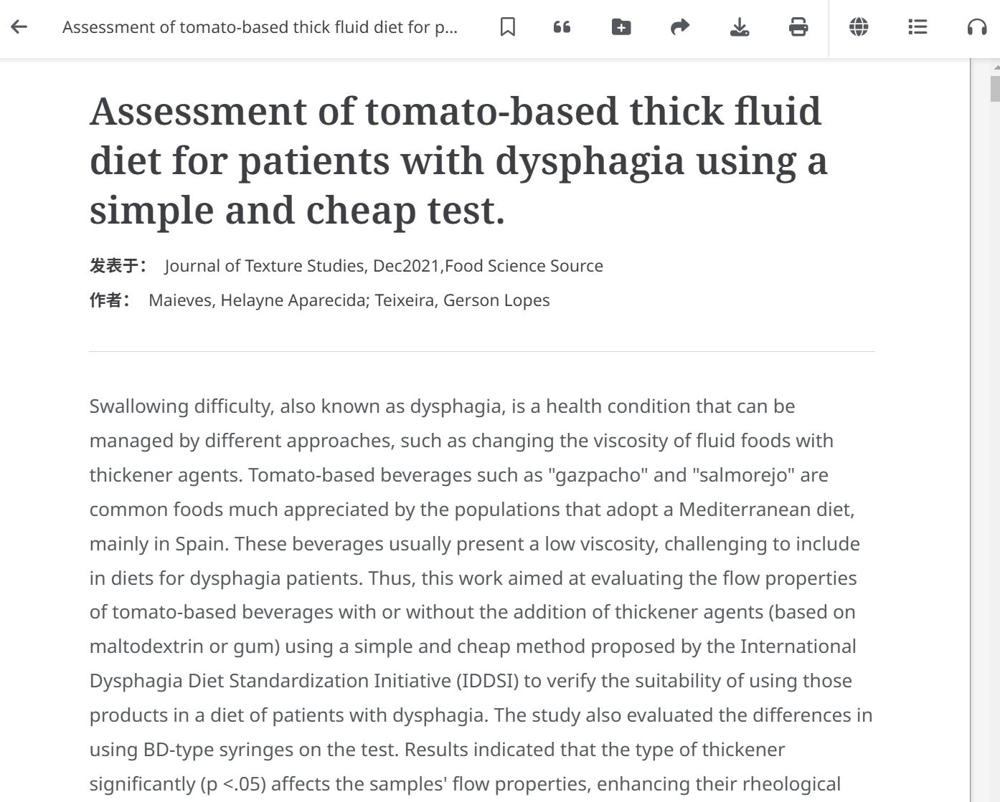 Assessment of tomato-based thick fluid diet for p...
Assessment of tomato-based thick fluid
diet for patients with dysphagia using a
simple and cheap test.
发表于： Journal of Texture Studies, Dec2021,Food Science Source
作者： Maieves, Helayne Aparecida; Teixeira, Gerson Lopes
Swallowing difficulty, also known as dysphagia, is a health condition that can be
managed by different approaches, such as changing the viscosity of fluid foods with
thickener agents. Tomato-based beverages such as "gazpacho" and "salmorejo" are
common foods much appreciated by the populations that adopt a Mediterranean diet,
mainly in Spain. These beverages usually present a low viscosity, challenging to include
in diets for dysphagia patients. Thus, this work aimed at evaluating the flow properties
of tomato-based beverages with or without the addition of thickener agents (based on
maltodextrin or gum) using a simple and cheap method proposed by the International
Dysphagia Diet Standardization Initiative (IDDSI) to verify the suitability of using those
products in a diet of patients with dysphagia. The study also evaluated the differences in
using BD-type syringes on the test. Results indicated that the type of thickener
significantly (p <.05) affects the samples' flow properties, enhancing their rheological